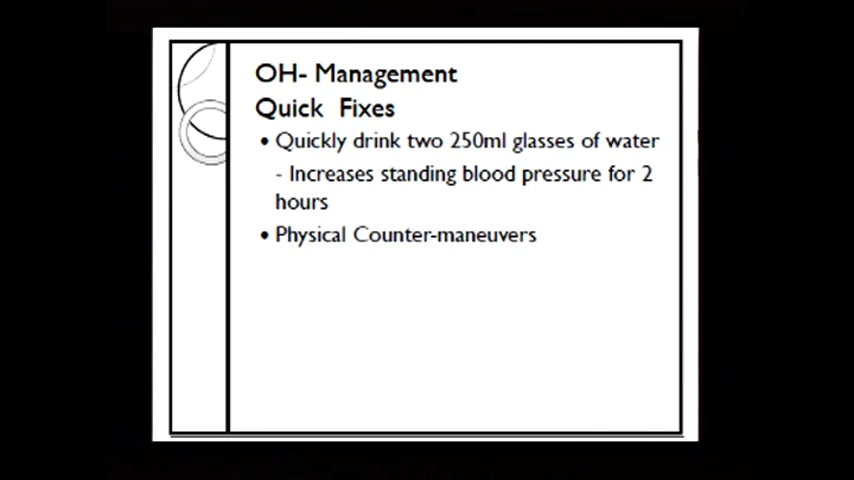 OH- Management
Quick Fixes
• Quickly drink two 250ml glasses of water
- Increases standing blood pressure for 2
hours
• Physical Counter-maneuvers